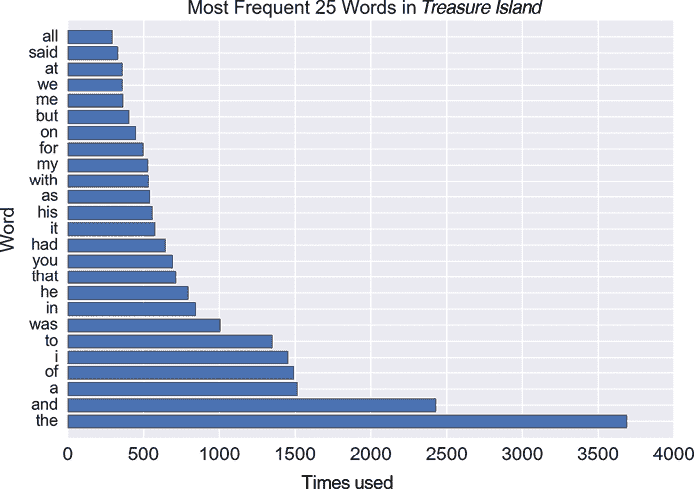 Most Frequent 25 Words in Treasure Island
all
said
at
we
me
but
on
for
my
with
as
his
it
had
you
that
he
in
was
to
i
of
a
and
the
Word
0 500 1000 1500 2000 2500 3000 3500 4000
Times used